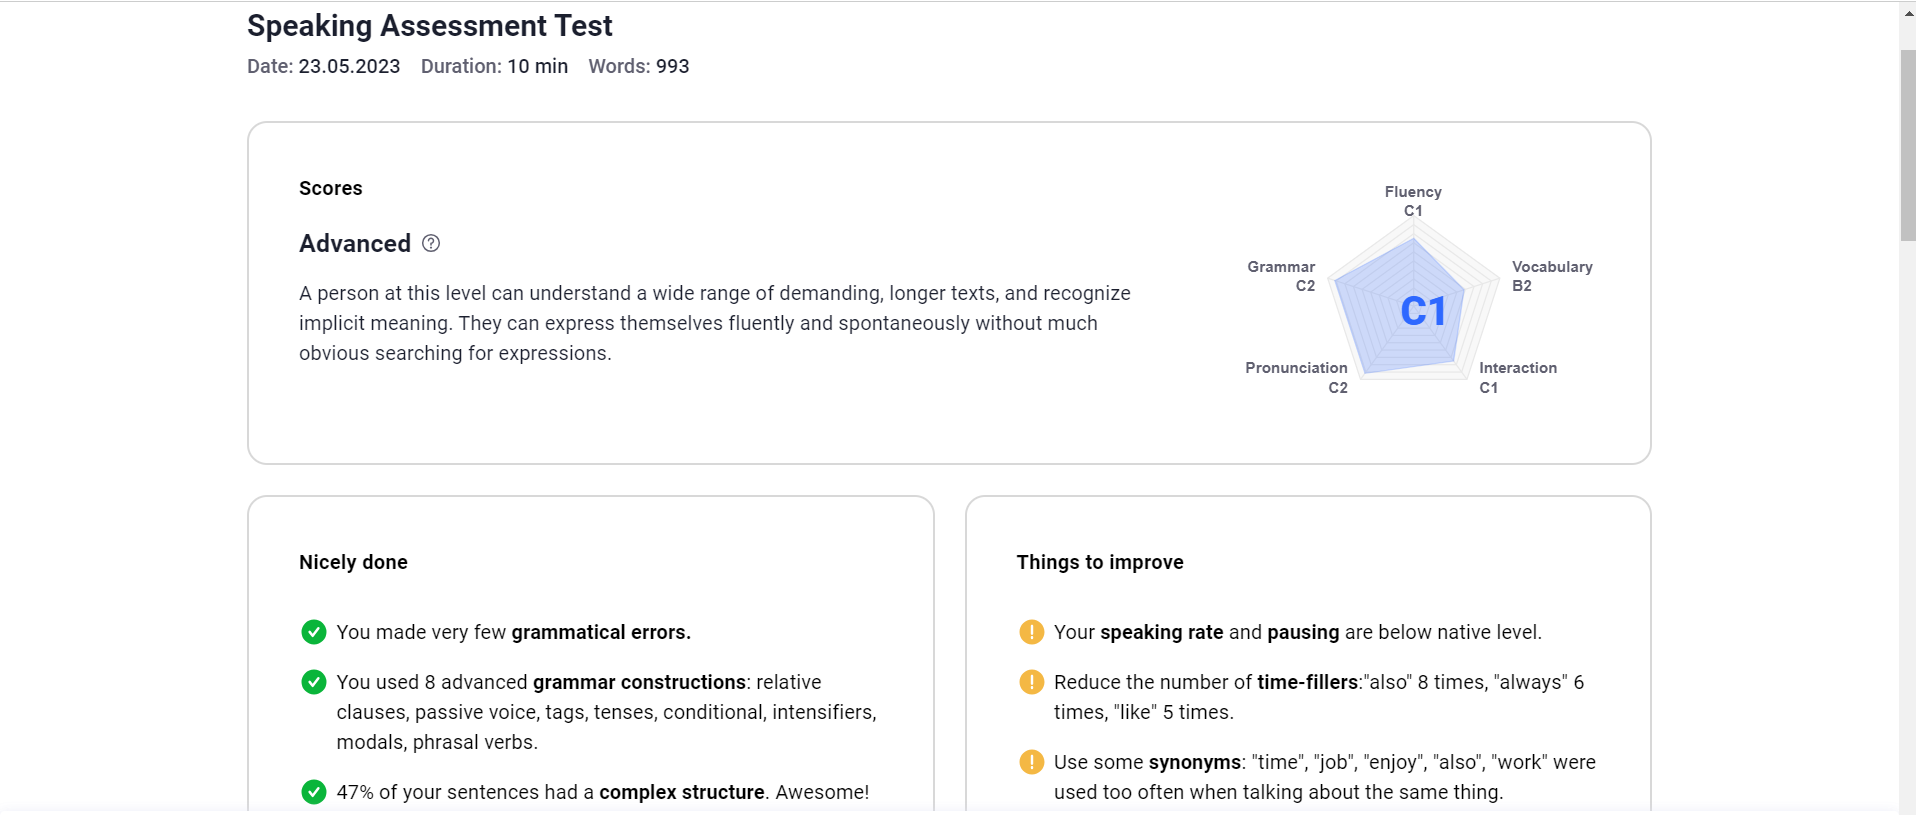 Speaking Assessment Test
Date: 23.05.2023 Duration: 10 min Words: 993
Scores
Advanced ?
A person at this level can understand a wide range of demanding, longer texts, and recognize
implicit meaning. They can express themselves fluently and spontaneously without much
obvious searching for expressions.
Fluency
C1
Grammar
C2
Vocabulary
B2
C1
Pronunciation
C2
Interaction
C1
Nicely done
You made very few grammatical errors.
You used 8 advanced grammar constructions: relative
clauses, passive voice, tags, tenses, conditional, intensifiers,
modals, phrasal verbs.
47% of your sentences had a complex structure. Awesome!
Things to improve
! Your speaking rate and pausing are below native level.
! Reduce the number of time-fillers:"also" 8 times, "always" 6
times, "like" 5 times.
! Use some synonyms: "time", "job", "enjoy", "also", "work" were
used too often when talking about the same thing.